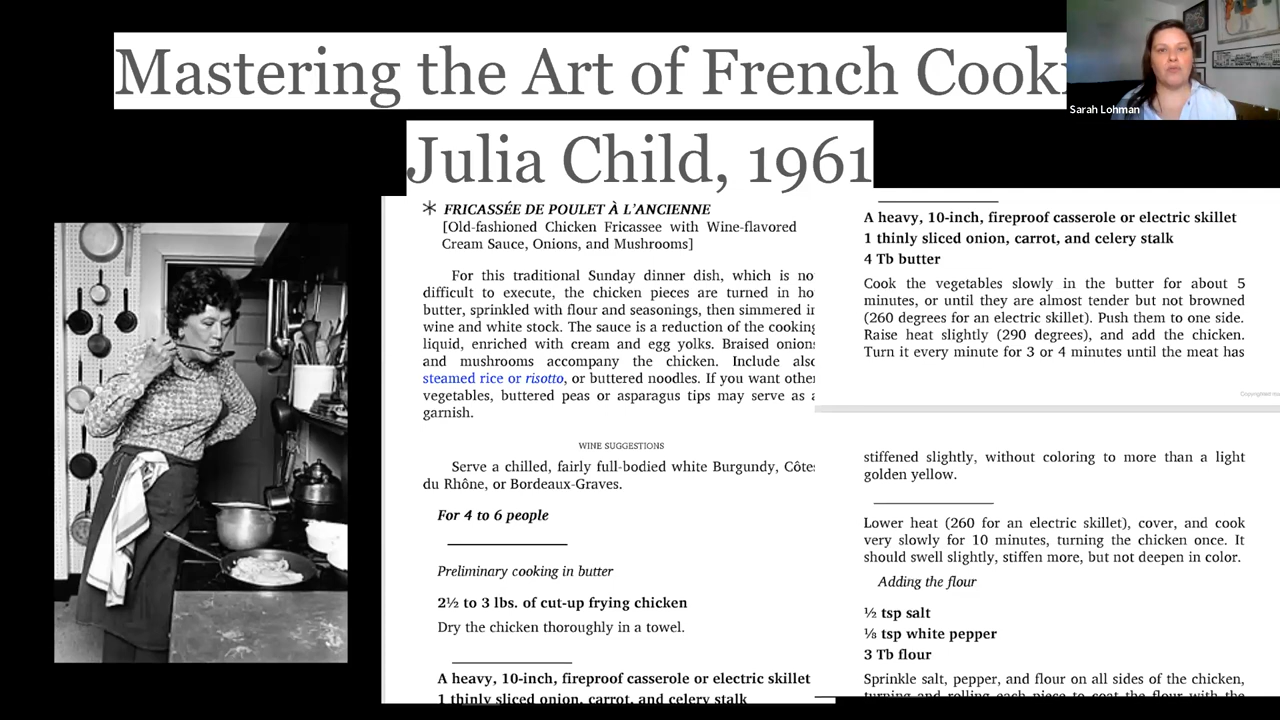 Mastering the Art of French Cooki
Sarah Lohman
Julia Child, 1961
* FRICASSÉE DE POULET À L'ANCIENNE
[Old-fashioned Chicken Fricassee with Wine-flavored
Cream Sauce, Onions, and Mushrooms]
For this traditional Sunday dinner dish, which is no
difficult to execute, the chicken pieces are turned in ho
butter, sprinkled with flour and seasonings, then simmered in
wine and white stock. The sauce is a reduction of the cooking
liquid, enriched with cream and egg yolks. Braised onions
and mushrooms accompany the chicken. Include also
steamed rice or risotto, or buttered noodles. If you want other
vegetables, buttered peas or asparagus tips may serve as a
garnish.
WINE SUGGESTIONS
Serve a chilled, fairly full-bodied white Burgundy, Côtes
du Rhône, or Bordeaux-Graves.
For 4 to 6 people
Preliminary cooking in butter
2½ to 3 lbs. of cut-up frying chicken
Dry the chicken thoroughly in a towel.
A heavy, 10-inch, fireproof casserole or electric skillet
1 thinly sliced onion, carrot, and celery stalk
A heavy, 10-inch, fireproof casserole or electric skillet
1 thinly sliced onion, carrot, and celery stalk
4 Tb butter
Cook the vegetables slowly in the butter for about 5
minutes, or until they are almost tender but not browned
(260 degrees for an electric skillet). Push them to one side.
Raise heat slightly (290 degrees), and add the chicken.
Turn it every minute for 3 or 4 minutes until the meat has
stiffened slightly, without coloring to more than a light
golden yellow.
Lower heat (260 for an electric skillet), cover, and cook
very slowly for 10 minutes, turning the chicken once. It
should swell slightly, stiffen more, but not deepen in color.
Adding the flour
½ tsp salt
⅛ tsp white pepper
3 Tb flour
Sprinkle salt, pepper, and flour on all sides of the chicken,
turning and rolling each piece to coat the flour with the